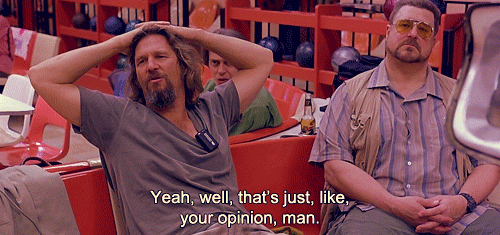 Yeah, well, that's just, like,
your opinion, man.